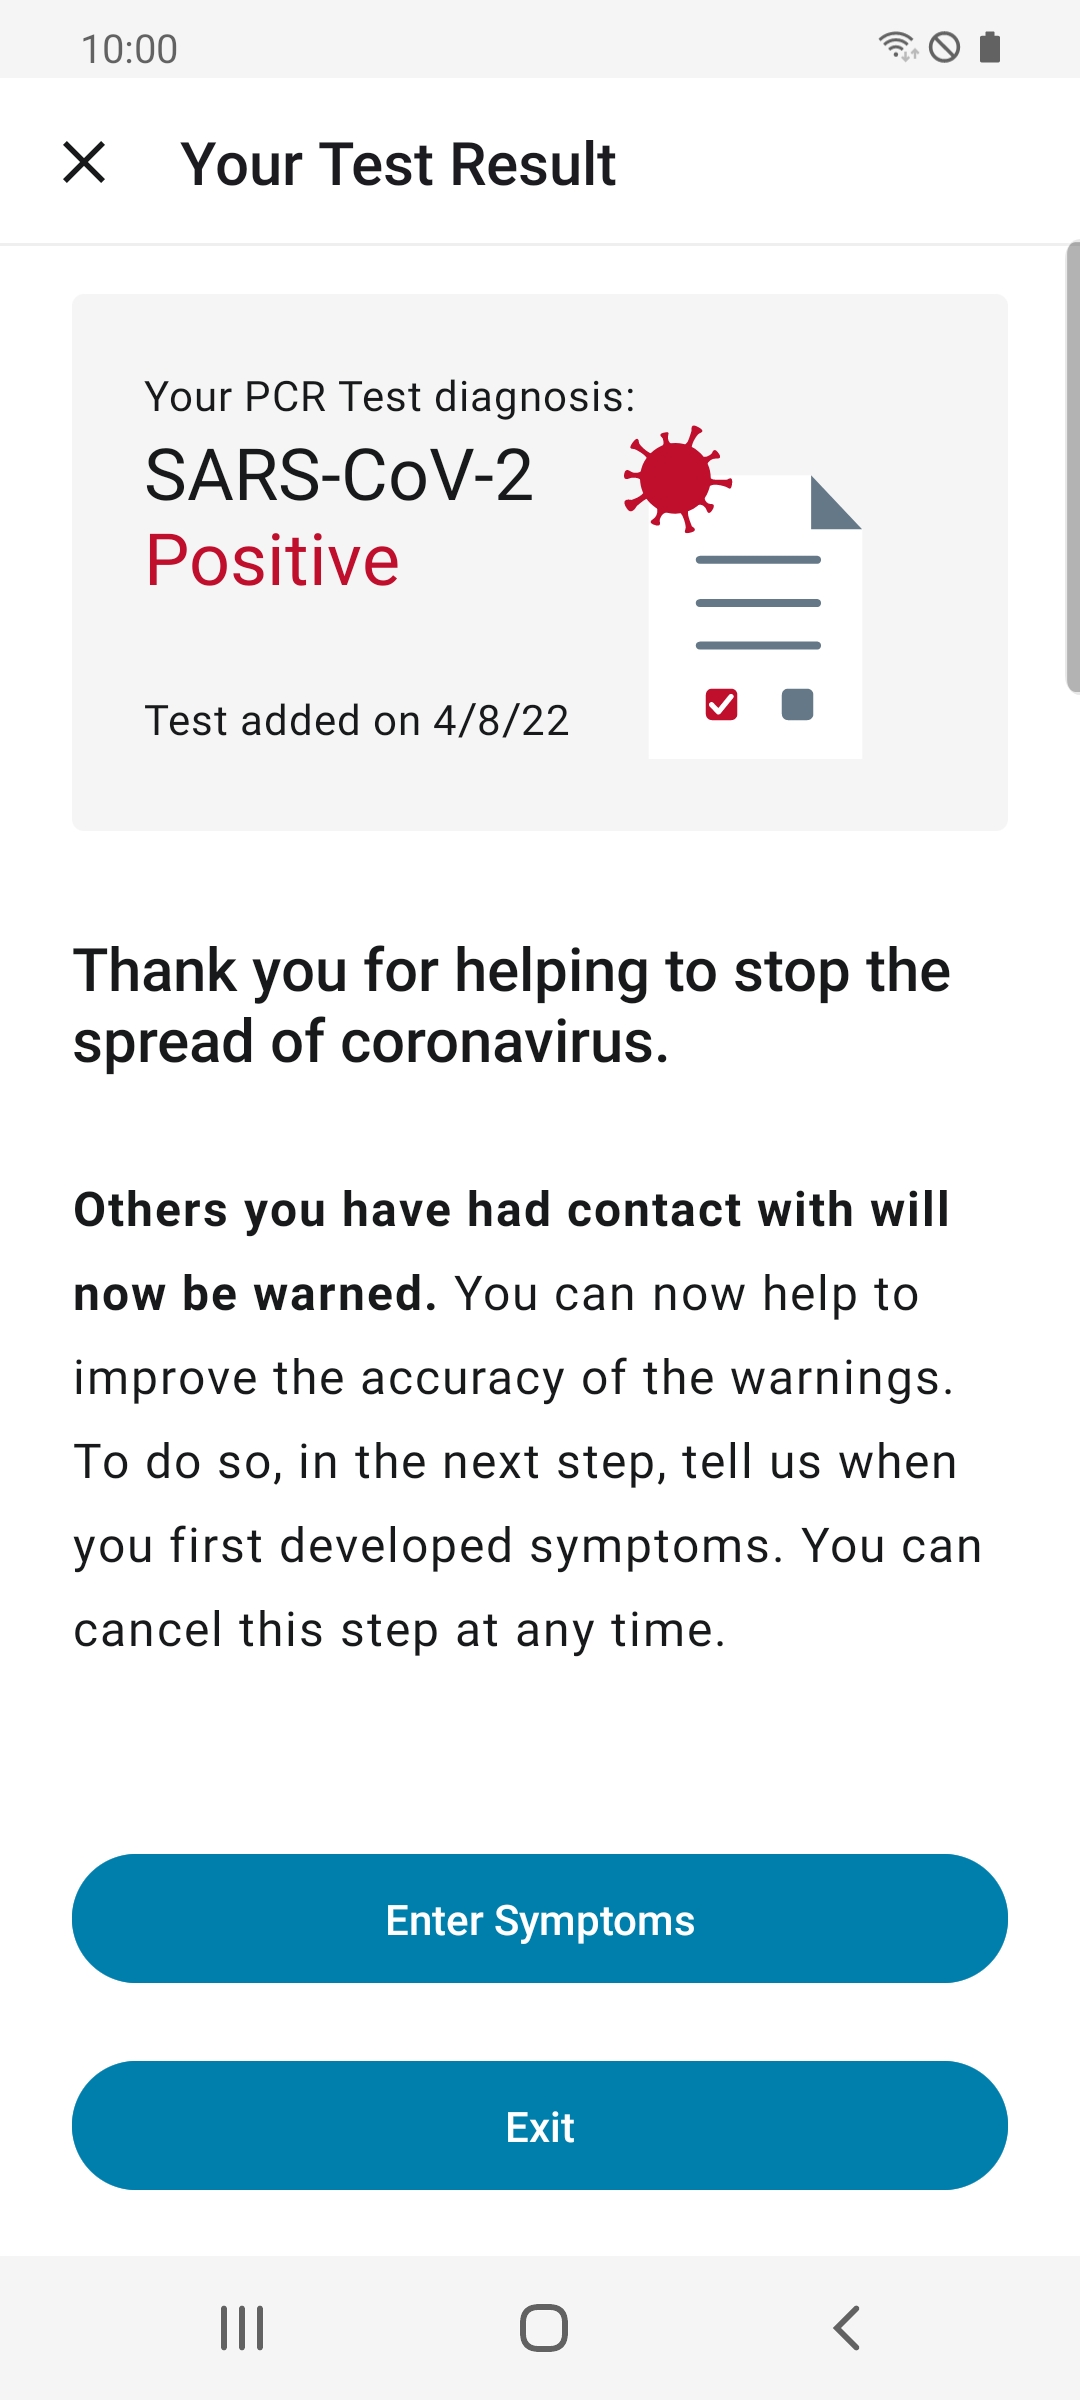 10:00
Your Test Result
Your PCR Test diagnosis:
SARS-CoV-2
Positive
Test added on 4/8/22
Thank you for helping to stop the
spread of coronavirus.
Others you have had contact with will
now be warned. You can now help to
improve the accuracy of the warnings.
To do so, in the next step, tell us when
you first developed symptoms. You can
cancel this step at any time.
Enter Symptoms
Exit